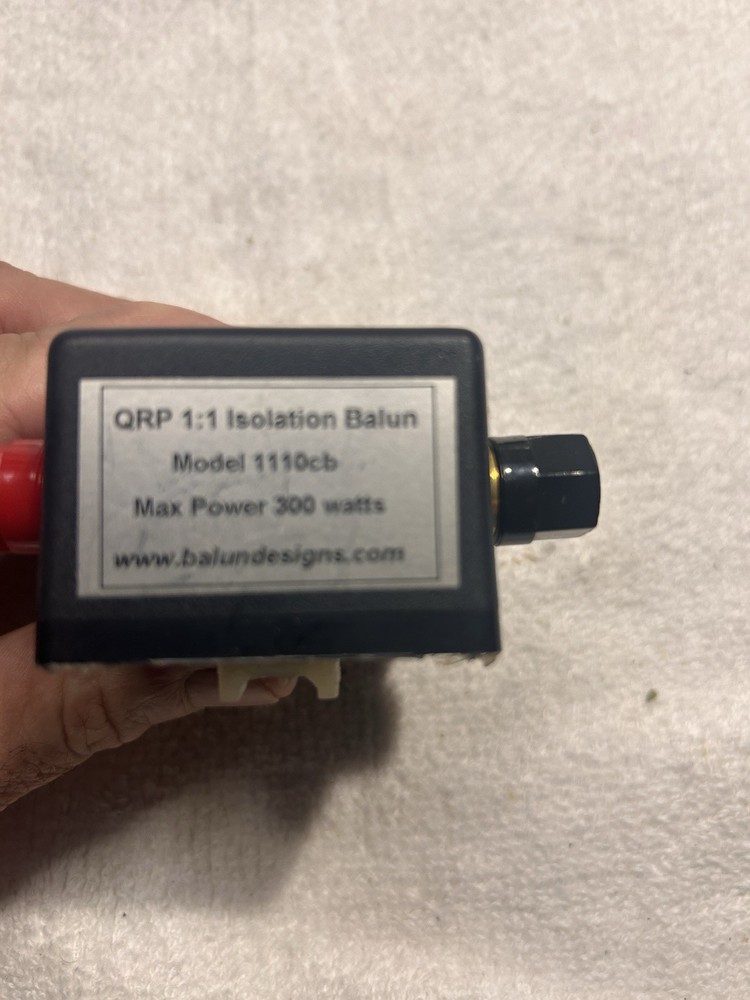 QRP 1:1 Isolation Balun
Model 1110cb
Max Power 300 watts
www.balundesigns.com